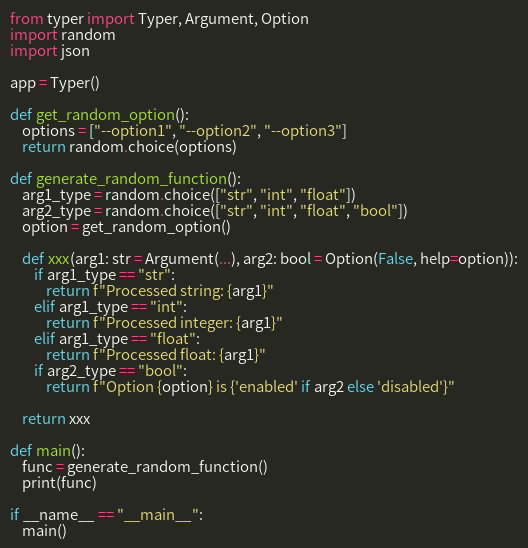 from typer import Typer, Argument, Option
import random
import json

app = Typer()

def get_random_option():
    options = ["--option1", "--option2", "--option3"]
    return random.choice(options)

def generate_random_function():
    arg1_type = random.choice(["str", "int", "float"])
    arg2_type = random.choice(["str", "int", "float", "bool"])
    option = get_random_option()

    def xxx(arg1: str = Argument(...), arg2: bool = Option(False, help=option)):
        if arg1_type == "str":
            return f"Processed string: {arg1}"
        elif arg1_type == "int":
            return f"Processed integer: {arg1}"
        elif arg1_type == "float":
            return f"Processed float: {arg1}"
        if arg2_type == "bool":
            return f"Option {option} is {'enabled' if arg2 else 'disabled'}"

    return xxx

def main():
    func = generate_random_function()
    print(func)

if __name__ == "__main__":
    main()